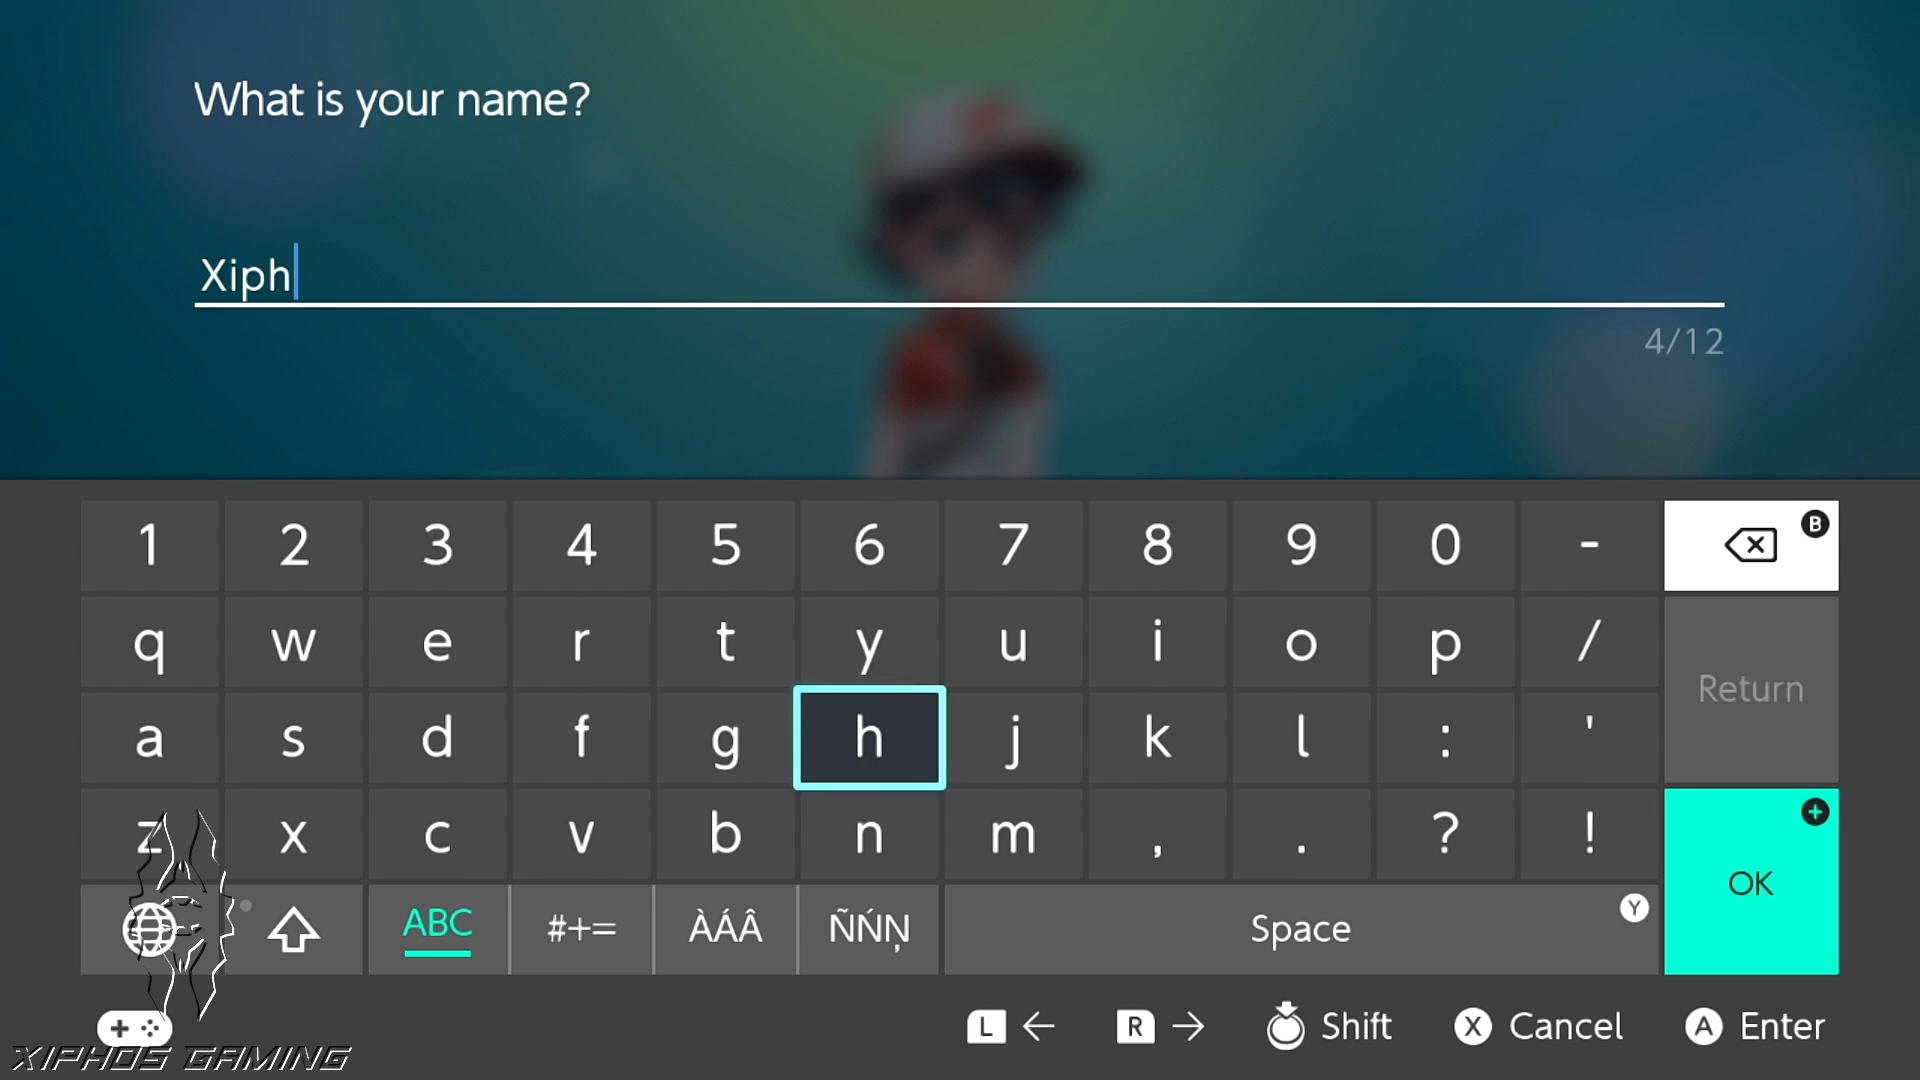 What is your name?
Xiph
4/12
1 2 3 4 5 6 7 8 9 0 - B
q w e r t y u i o p /
Return
a s d f g h j k l : '
z x c v b n m , . ? !
OK
ABC #+= ÀÁÂ ÑŃŅ Space Y
L ← R → Shift X Cancel A Enter
XIPHOS GAMING